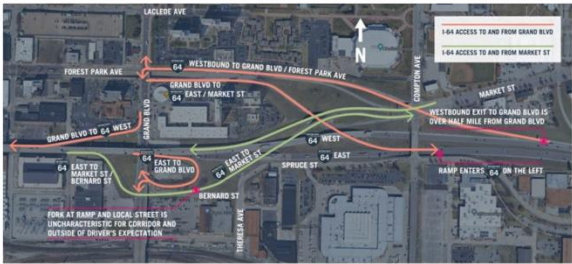 LACLEDE AVE
N
COMPTON AVE
I-64 ACCESS TO AND FROM GRAND BLVD
I-64 ACCESS TO AND FROM MARKET ST
FOREST PARK AVE
64 WESTBOUND TO GRAND BLVD / FOREST PARK AVE
GRAND BLVD TO
64 EAST / MARKET ST
MARKET ST
WESTBOUND EXIT TO GRAND BLVD IS
OVER HALF MILE FROM GRAND BLVD
GRAND BLVD
GRAND BLVD TO 64 WEST
64 WEST
64 EAST
64 EAST TO
MARKET ST /
BERNARD ST
64 EAST TO
GRAND BLVD
64 EAST TO
MARKET ST
SPRUCE ST
RAMP ENTERS 64 ON THE LEFT
BERNARD ST
THERESA AVE
FORK AT RAMP AND LOCAL STREET IS
UNCHARACTERISTIC FOR CORRIDOR AND
OUTSIDE OF DRIVER'S EXPECTATION